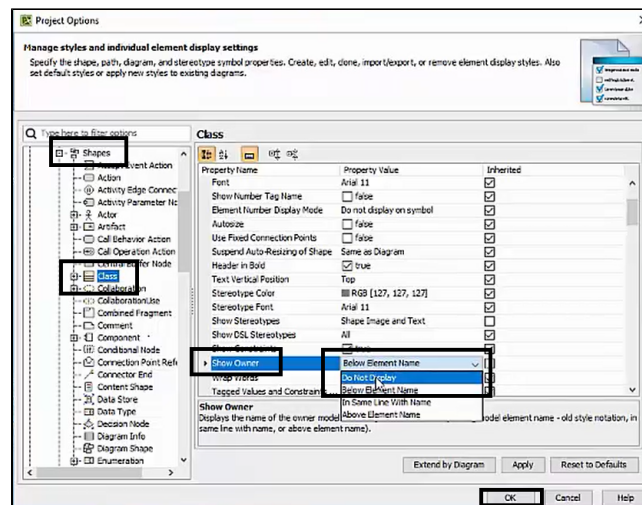 Project Options
Manage styles and individual element display settings
Specify the shape, path, diagram, and stereotype symbol properties. Create, edit, clone, import/export, or remove element display styles. Also
set default styles or apply new styles to existing diagrams.
Type here to filter options
Shapes
Accept Event Action
Action
Activity Edge Connec
Activity Parameter No
Actor
Artifact
Call Behavior Action
Call Operation Action
Central Buffer Node
Class
Collaboration
CollaborationUse
Combined Fragment
Comment
Component
Conditional Node
Connection Point Refe
Connector End
Content Shape
Data Store
Data Type
Decision Node
Diagram Info
Diagram Shape
Enumeration
Class
Property Name Property Value Inherited
Font Arial 11
Show Number Tag Name false
Element Number Display Mode Do not display on symbol
Autosize false
Use Fixed Connection Points false
Suspend Auto-Resizing of Shape Same as Diagram
Header in Bold true
Text Vertical Position Top
Stereotype Color RGB [127, 127, 127]
Stereotype Font Arial 11
Show Stereotypes Shape Image and Text
Show DSL Stereotypes All
Show Constraints true
Show Owner Below Element Name
Wrap Words
Tagged Values and Constraints
Do Not Display
Below Element Name
In Same Line With Name
Above Element Name
Show Owner
Displays the name of the owner model element name - old style notation, in
same line with name, or above element name).
Extend by Diagram Apply Reset to Defaults
OK Cancel Help